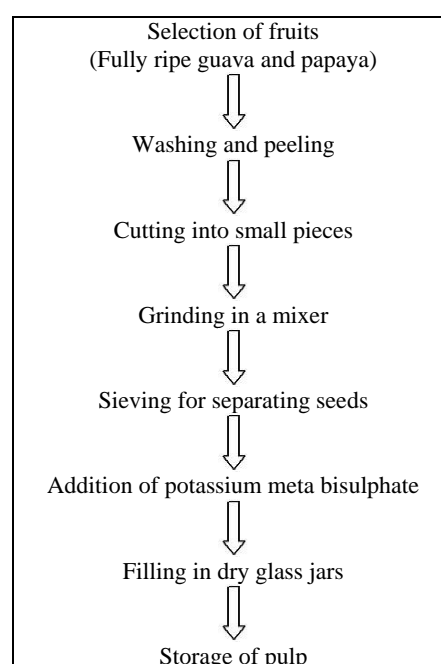 Selection of fruits
(Fully ripe guava and papaya)
Washing and peeling
Cutting into small pieces
Grinding in a mixer
Sieving for separating seeds
Addition of potassium meta bisulphate
Filling in dry glass jars
Storage of pulp